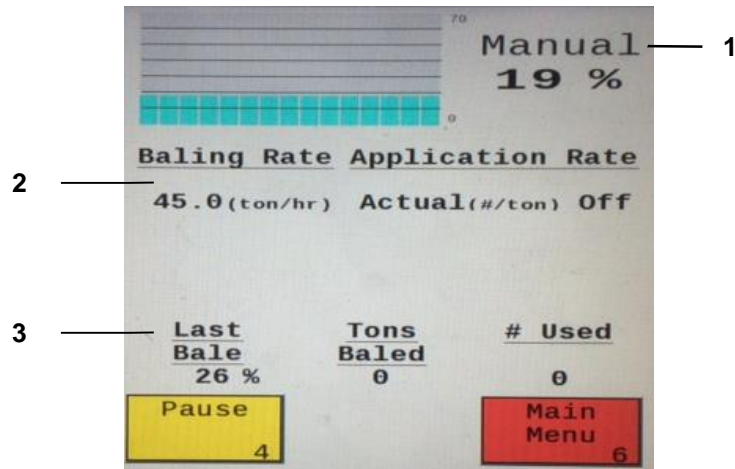 70
Manual 1
19 %
0
Baling Rate Application Rate
2
45.0(ton/hr) Actual(#/ton) Off
3 Last Tons # Used
Bale Baled
26 % 0 0
Pause Main
Menu
4 6